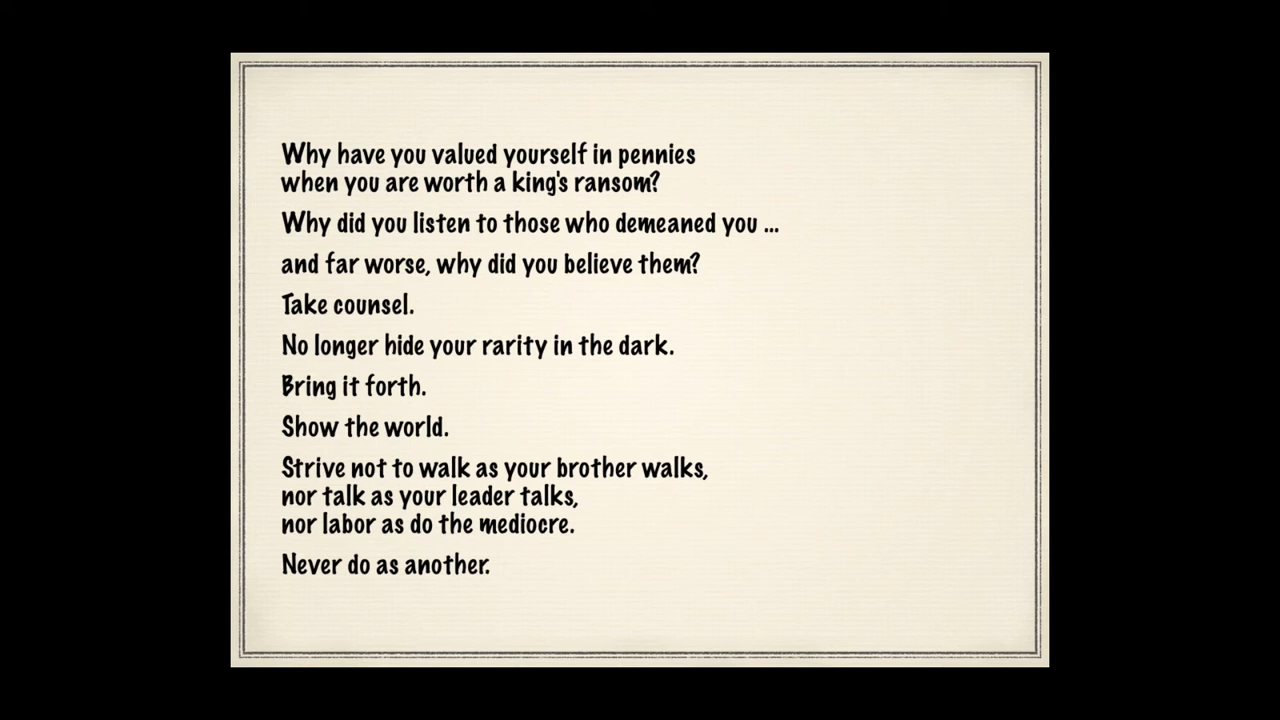 Why have you valued yourself in pennies
when you are worth a king's ransom?
Why did you listen to those who demeaned you ...
and far worse, why did you believe them?
Take counsel.
No longer hide your rarity in the dark.
Bring it forth.
Show the world.
Strive not to walk as your brother walks,
nor talk as your leader talks,
nor labor as do the mediocre.
Never do as another.